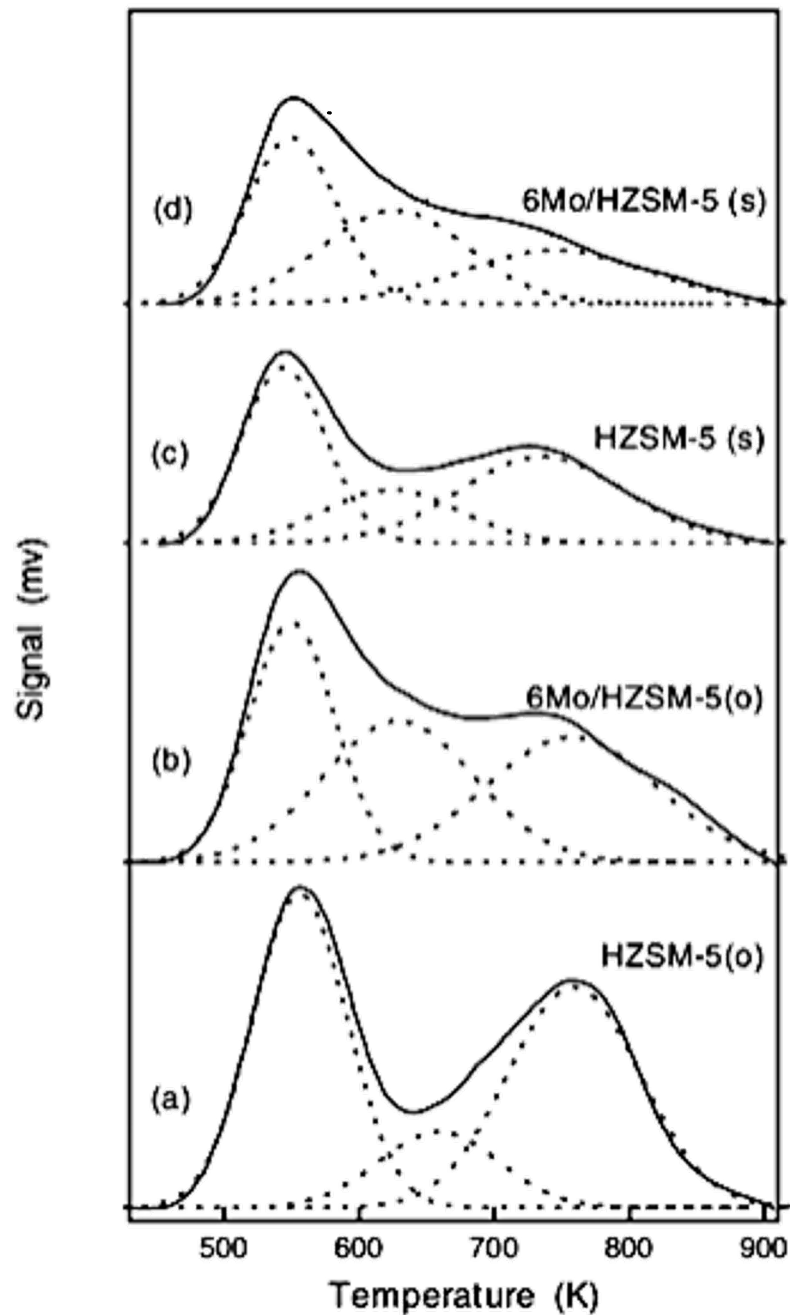 (d)
6Mo/HZSM-5 (s)
(c)
HZSM-5 (s)
(b)
6Mo/HZSM-5(o)
(a)
HZSM-5(o)
Signal (mv)
500 600 700 800 900
Temperature (K)